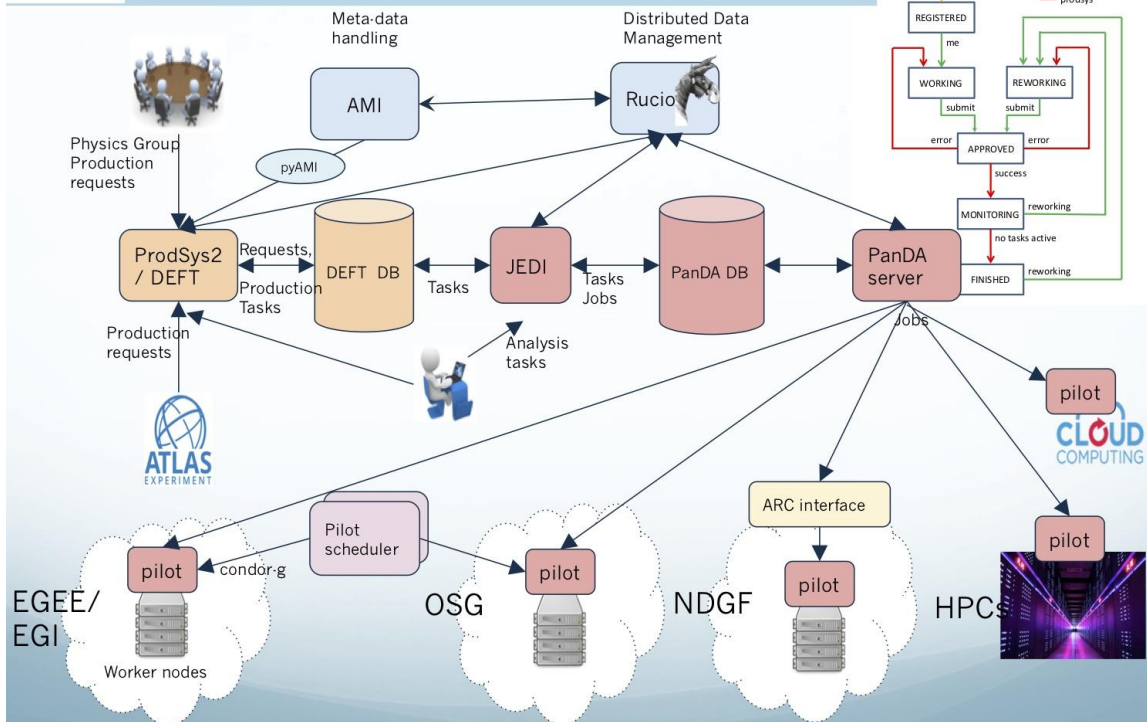 Meta-data
handling
Distributed Data
Management
prodsys
REGISTERED
me
WORKING
REWORKING
submit
submit
error
APPROVED
error
success
MONITORING
reworking
no tasks active
FINISHED
reworking
AMI
Rucio
Physics Group
Production
requests
pyAMI
ProdSys2
/ DEFT
Requests,
Production
Tasks
DEFT DB
Tasks
JEDI
Tasks
Jobs
PanDA DB
PanDA
server
Jobs
Production
requests
Analysis
tasks
ATLAS
EXPERIMENT
pilot
CLOUD
COMPUTING
Pilot
scheduler
ARC interface
pilot
condor-g
pilot
pilot
pilot
EGEE/
EGI
OSG
NDGF
HPCs
Worker nodes